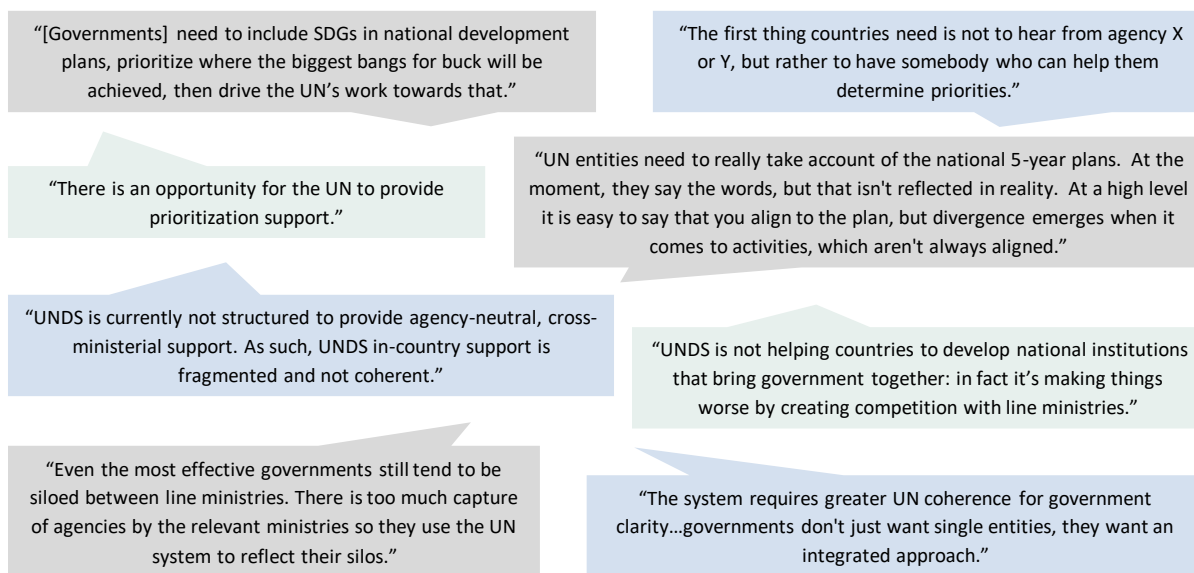 “[Governments] need to include SDGs in national development
plans, prioritize where the biggest bangs for buck will be
achieved, then drive the UN’s work towards that.”
“The first thing countries need is not to hear from agency X
or Y, but rather to have somebody who can help them
determine priorities.”
“There is an opportunity for the UN to provide
prioritization support.”
“UN entities need to really take account of the national 5-year plans. At the
moment, they say the words, but that isn't reflected in reality. At a high level
it is easy to say that you align to the plan, but divergence emerges when it
comes to activities, which aren't always aligned.”
“UNDS is currently not structured to provide agency-neutral, cross-
ministerial support. As such, UNDS in-country support is
fragmented and not coherent.”
“UNDS is not helping countries to develop national institutions
that bring government together: in fact it’s making things
worse by creating competition with line ministries.”
“Even the most effective governments still tend to be
siloed between line ministries. There is too much capture
of agencies by the relevant ministries so they use the UN
system to reflect their silos.”
“The system requires greater UN coherence for government
clarity...governments don't just want single entities, they want an
integrated approach.”